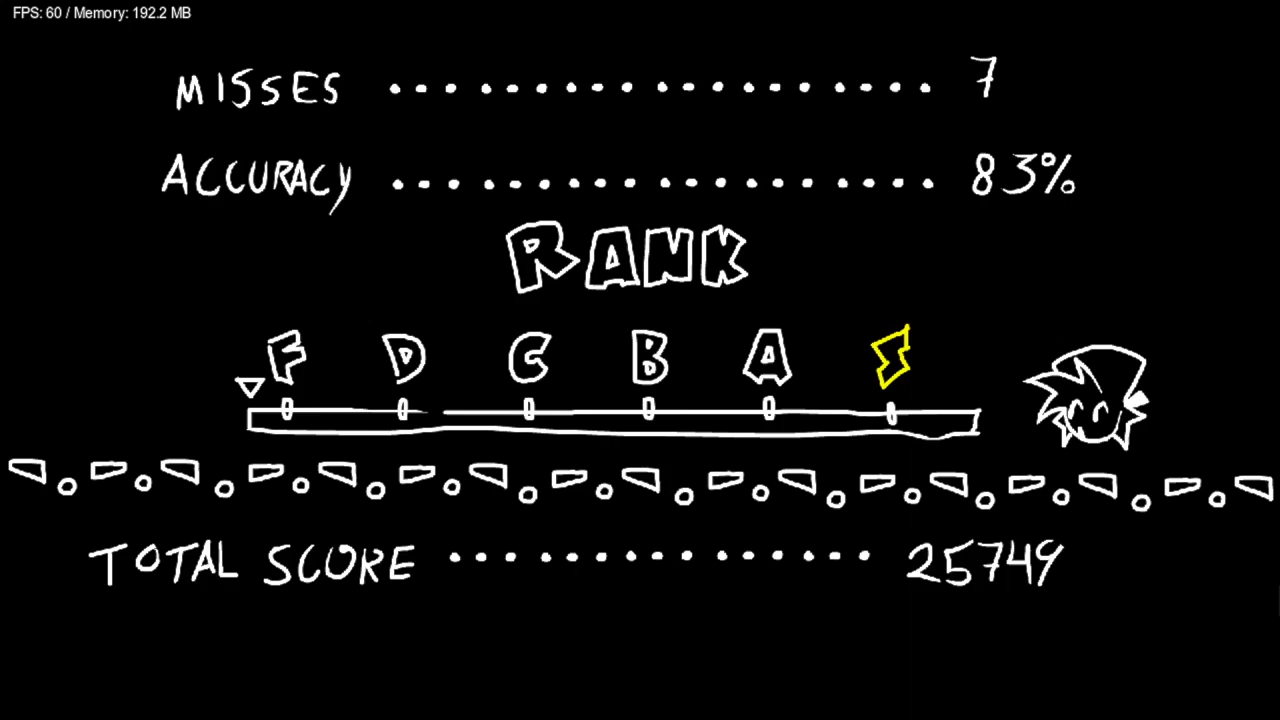 FPS: 60 / Memory: 192.2 MB
MISSES .................... 7
ACCURACY .................... 83%
RANK
F D C B A S
TOTAL SCORE ............... 25749